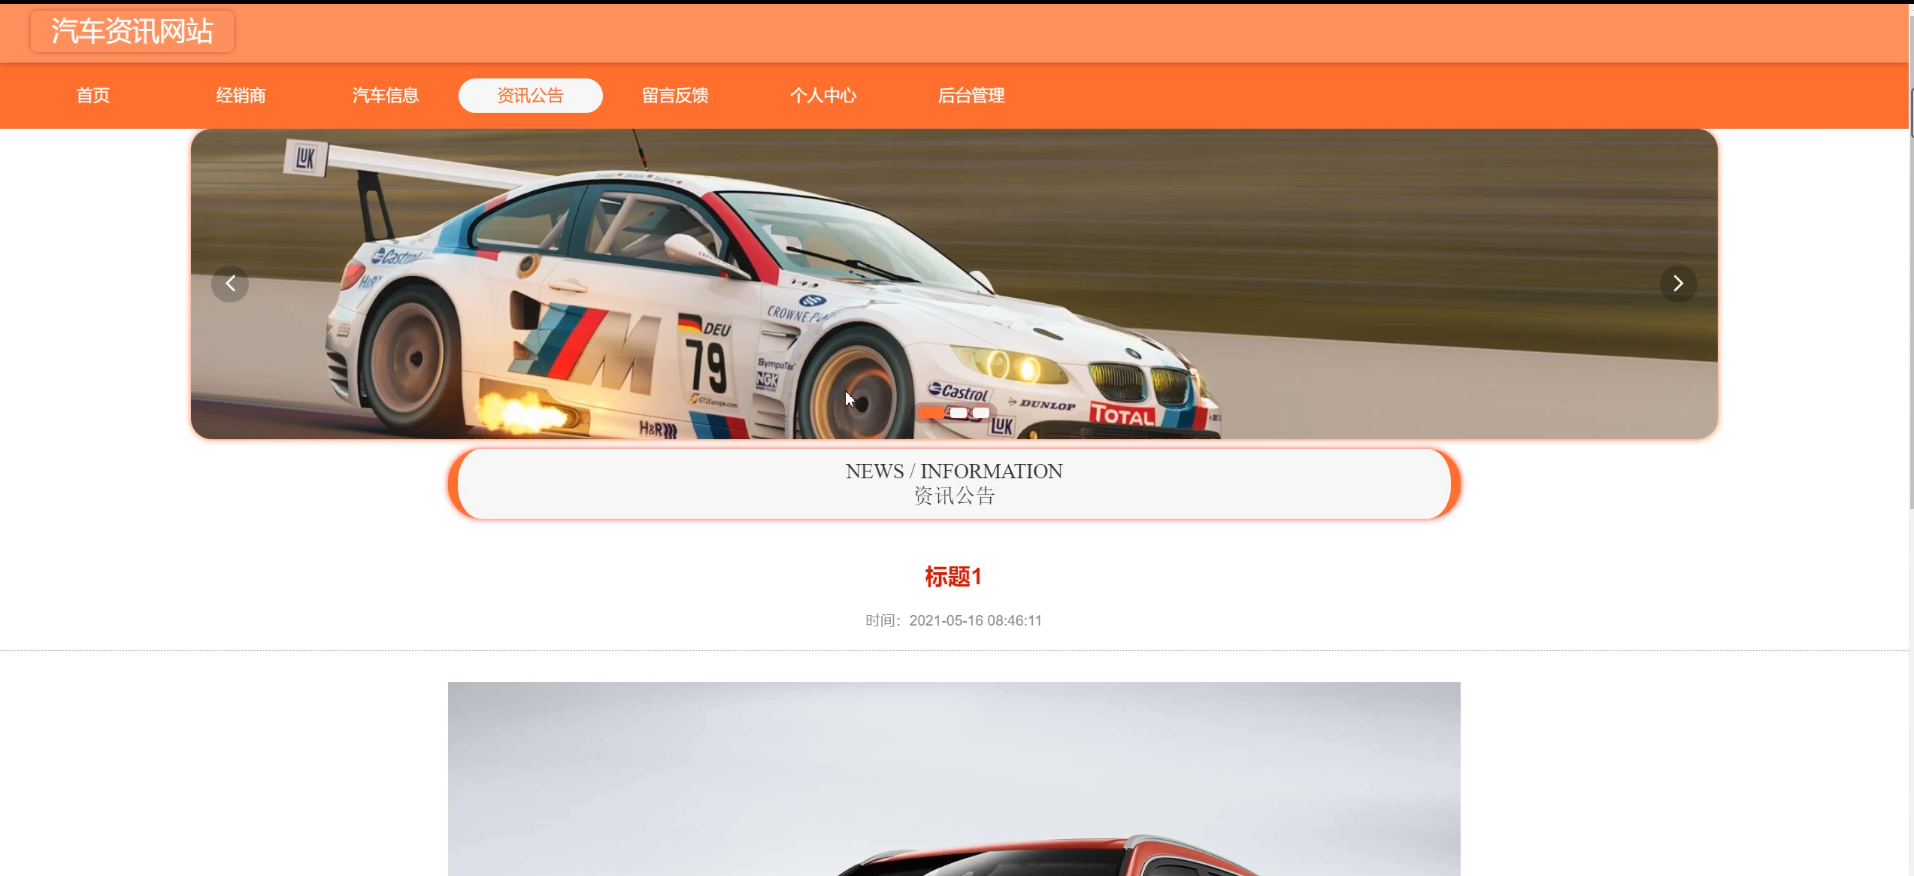 汽车资讯网站
首页 经销商 汽车信息 资讯公告 留言反馈 个人中心 后台管理
LUK
Castrol
H&R
CROWNE PLAZA
DEU
79
M
SympaTex
NGK
GT2Europe.com
H&R
Castrol
DUNLOP
TOTAL
LUK
NEWS / INFORMATION
资讯公告
标题1
时间：2021-05-16 08:46:11